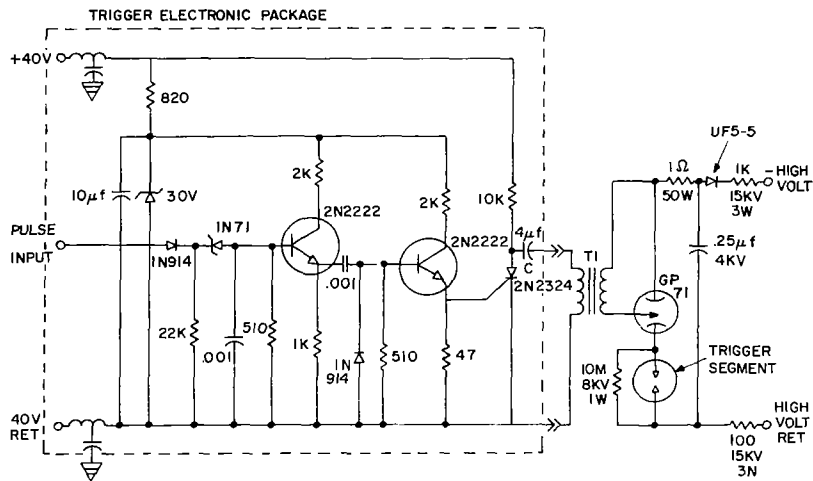 TRIGGER ELECTRONIC PACKAGE
+40V
820
UF5-5
2K
2K
10K
1Ω
50W
1K
15KV
3W
– HIGH
VOLT
10µf
30V
2N2222
2N2222
4µf
C
2N2324
T1
.25µf
4KV
PULSE
INPUT
1N914
1N71
.001
GP
71
22K
.001
510
1K
1N
914
510
47
10M
8KV
1W
TRIGGER
SEGMENT
40V
RET
HIGH
VOLT
RET
100
15KV
3N